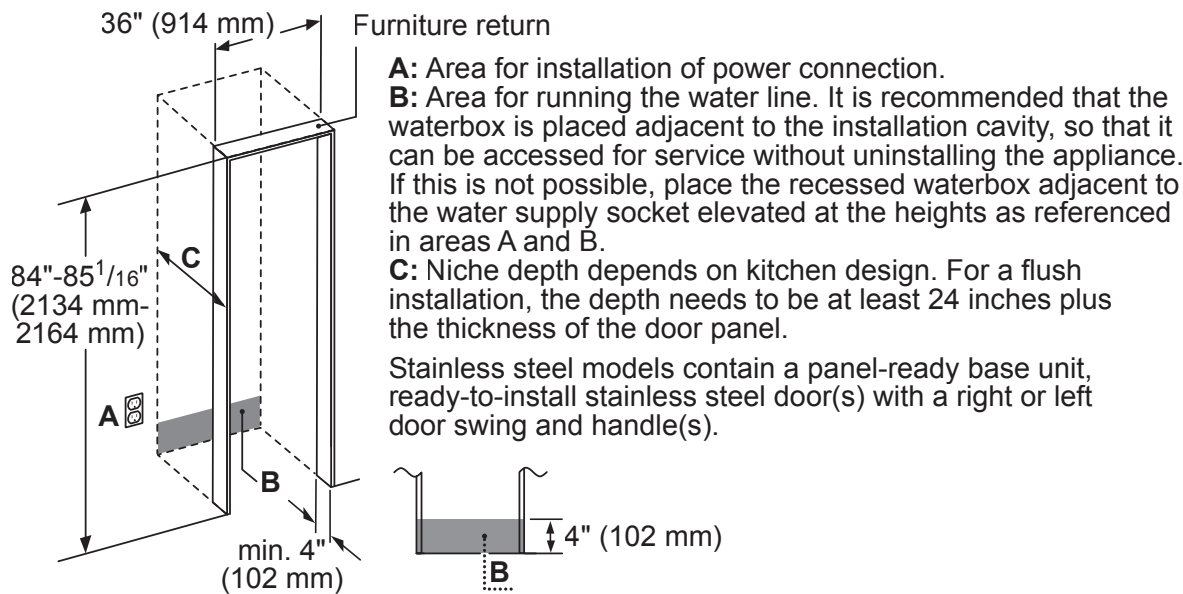 36" (914 mm)
Furniture return
A: Area for installation of power connection.
B: Area for running the water line. It is recommended that the
waterbox is placed adjacent to the installation cavity, so that it
can be accessed for service without uninstalling the appliance.
If this is not possible, place the recessed waterbox adjacent to
the water supply socket elevated at the heights as referenced
in areas A and B.
C: Niche depth depends on kitchen design. For a flush
installation, the depth needs to be at least 24 inches plus
the thickness of the door panel.
Stainless steel models contain a panel-ready base unit,
ready-to-install stainless steel door(s) with a right or left
door swing and handle(s).
C
84"-85 1/16"
(2134 mm-
2164 mm)
A
B
min. 4"
(102 mm)
4" (102 mm)
B